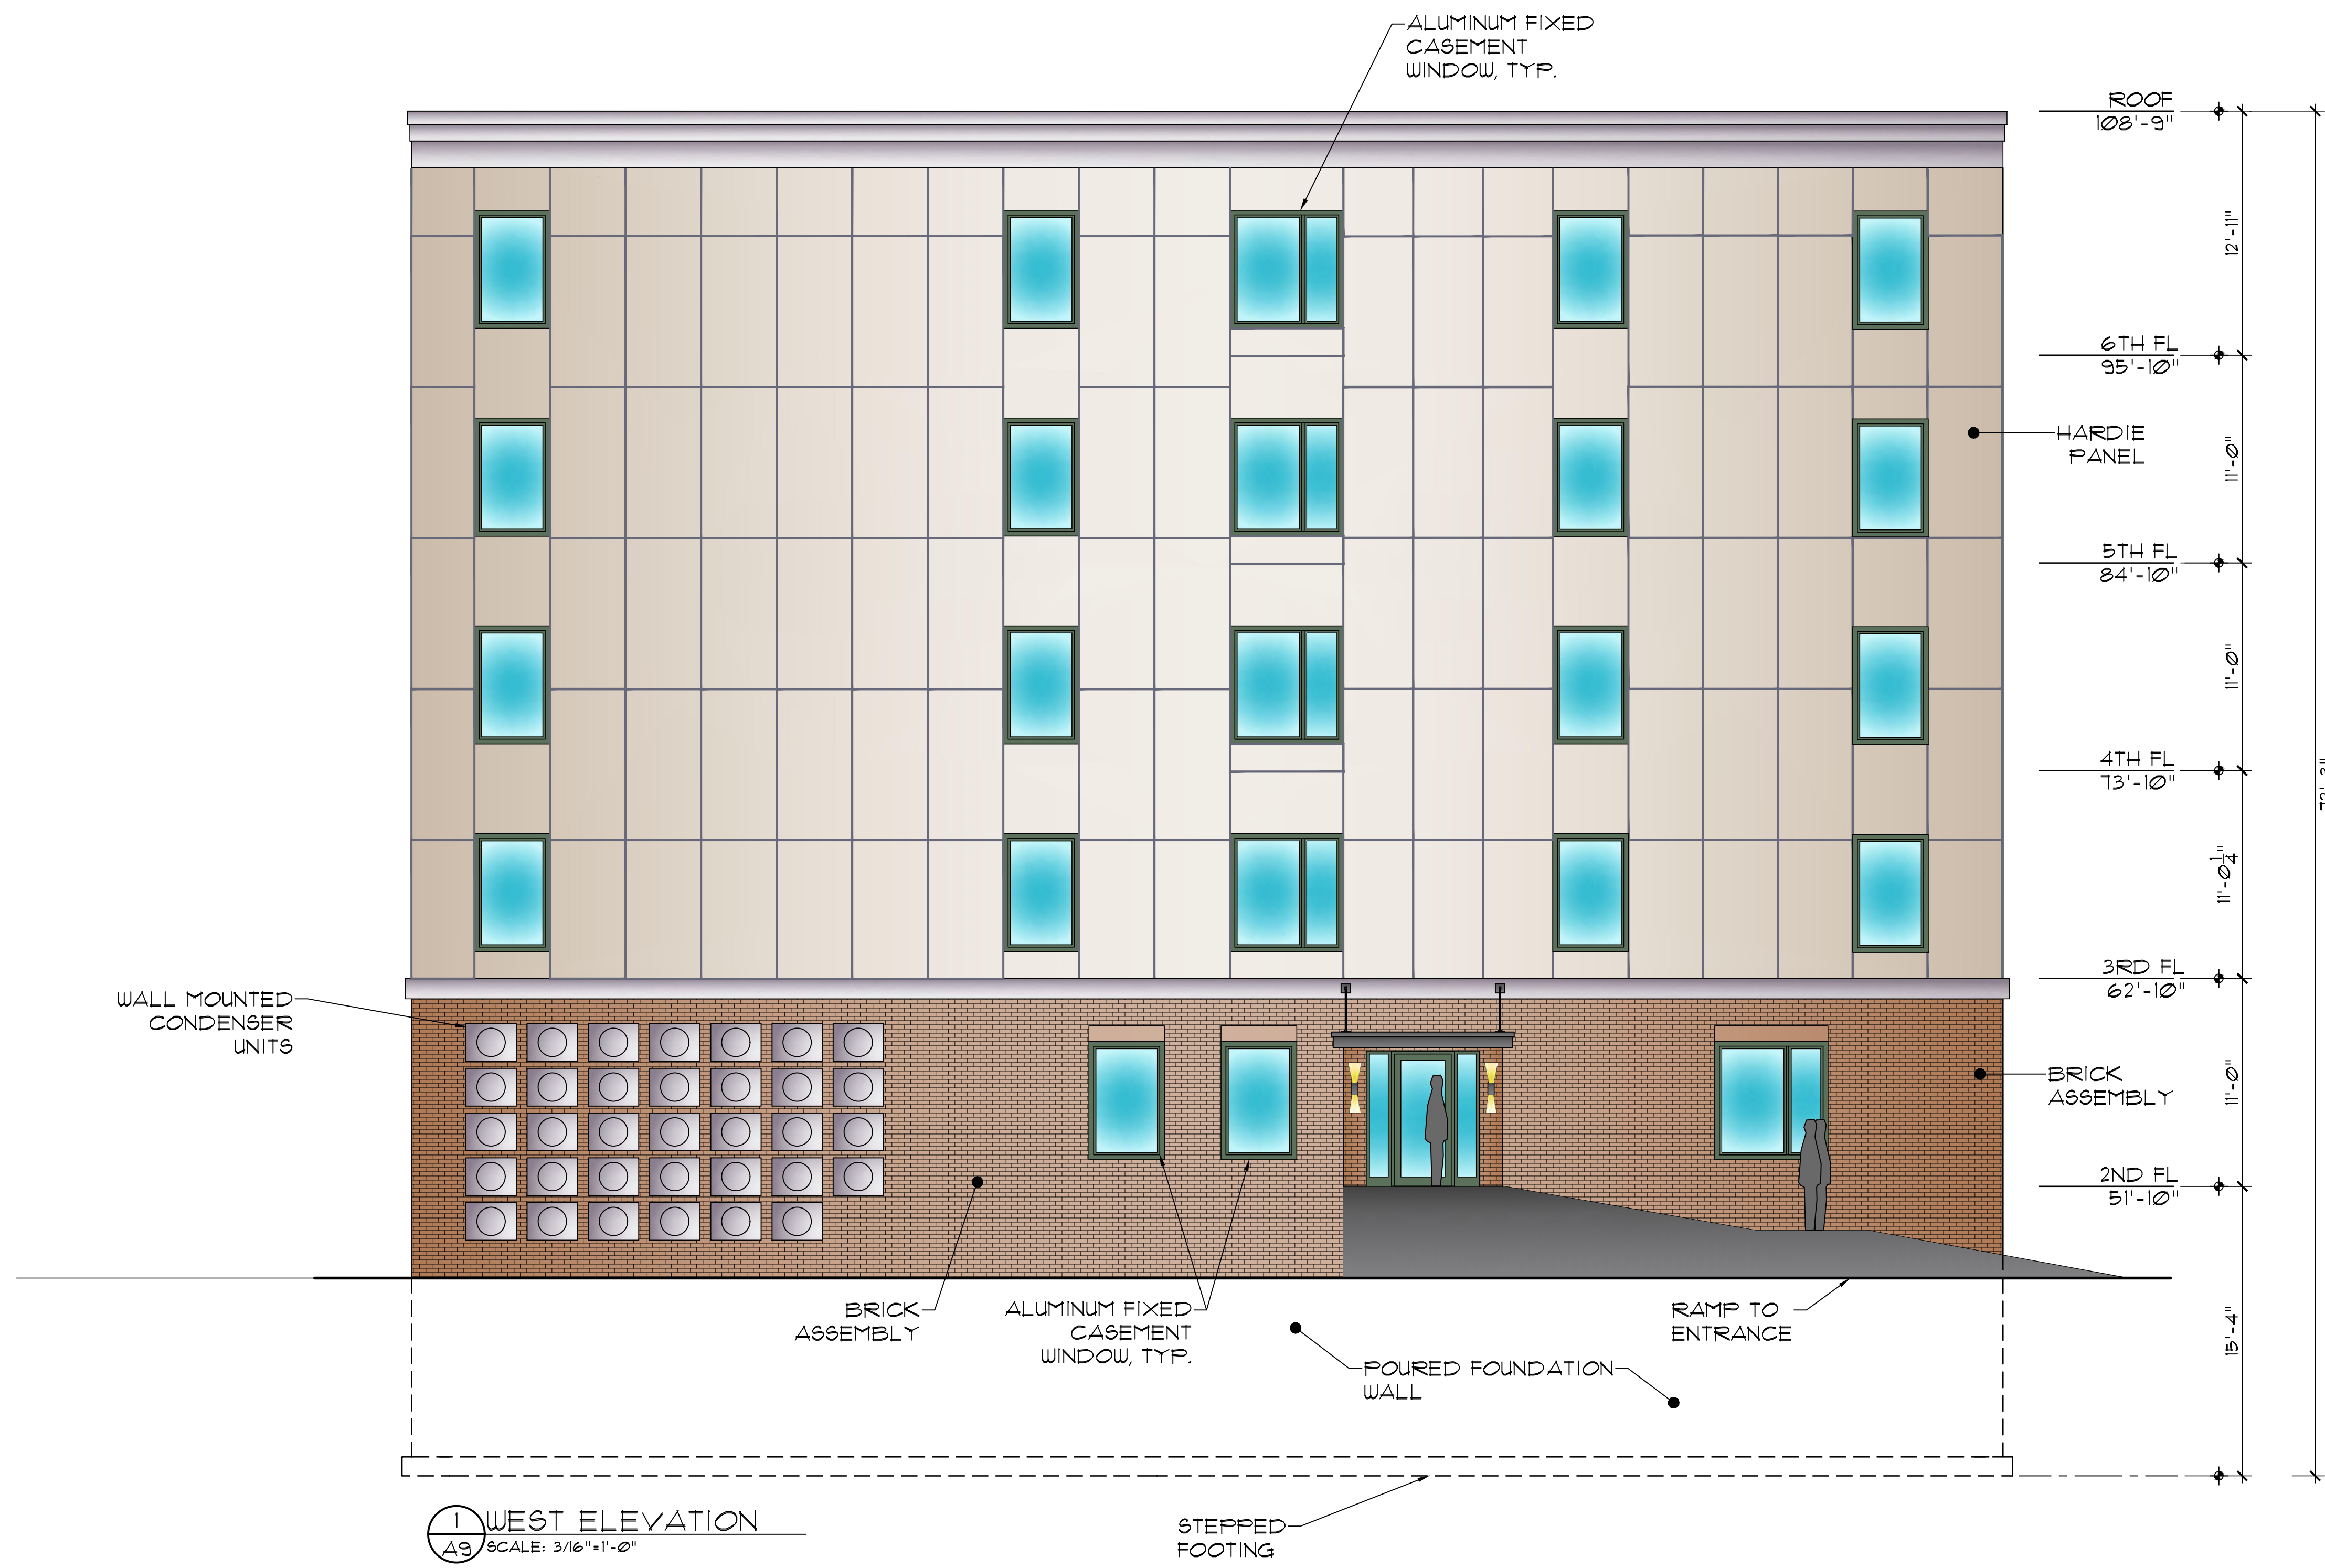 ALUMINUM FIXED
CASEMENT
WINDOW, TYP.
ROOF
108'-9"
12'-11"
6TH FL
95'-10"
HARDIE
PANEL
11'-0"
5TH FL
84'-10"
11'-0"
4TH FL
73'-10"
11'-0 1/4"
3RD FL
62'-10"
WALL MOUNTED
CONDENSER
UNITS
BRICK
ASSEMBLY
11'-0"
2ND FL
51'-10"
BRICK
ASSEMBLY
ALUMINUM FIXED
CASEMENT
WINDOW, TYP.
RAMP TO
ENTRANCE
15'-4"
POURED FOUNDATION
WALL
1
A9
WEST ELEVATION
SCALE: 3/16"=1'-0"
STEPPED
FOOTING